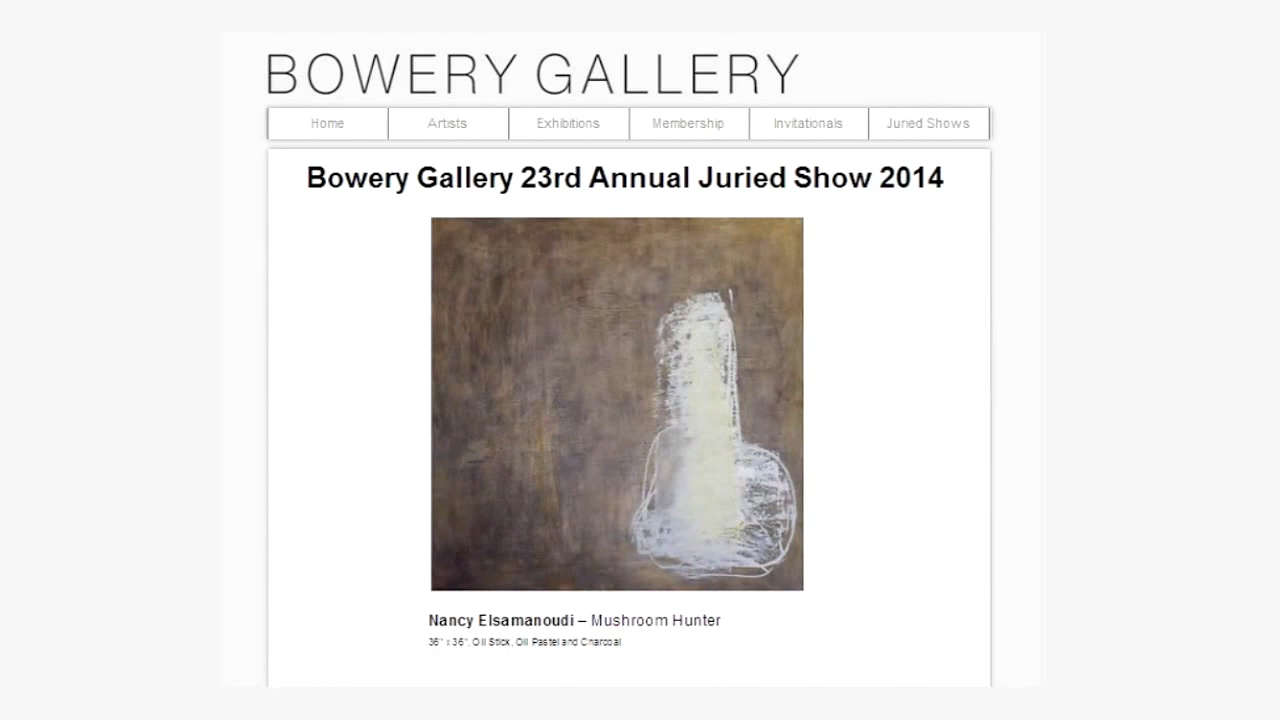 BOWERY GALLERY
Home Artists Exhibitions Membership Invitationals Juried Shows
Bowery Gallery 23rd Annual Juried Show 2014
Nancy Elsamanoudi – Mushroom Hunter
36" x 36", Oil Stick, Oil Pastel and Charcoal